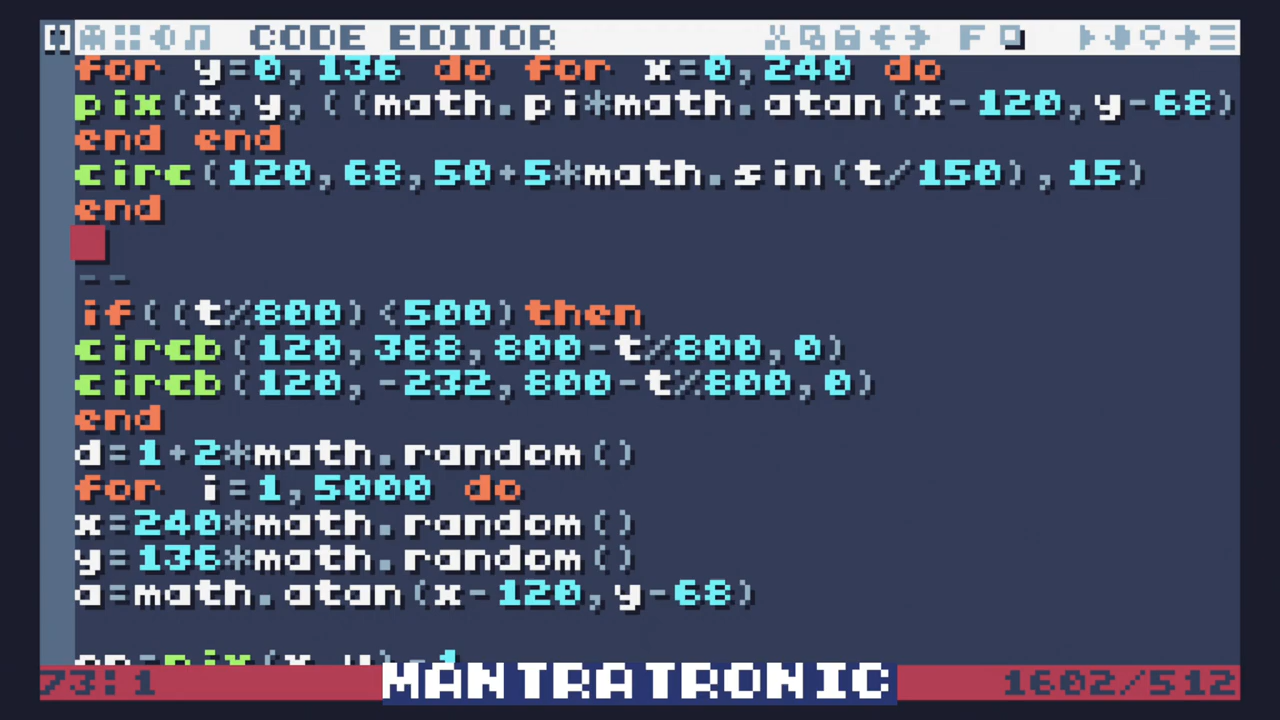 CODE EDITOR F
for y=0,136 do for x=0,240 do
pix(x,y,((math.pi*math.atan(x-120,y-68)
end end
circ(120,68,50+5*math.sin(t/150),15)
end
--
if((t%800)<500)then
circb(120,368,800-t%800,0)
circb(120,-232,800-t%800,0)
end
d=1+2*math.random()
for i=1,5000 do
x=240*math.random()
y=136*math.random()
a=math.atan(x-120,y-68)
op=pix(x,y)-1
73:1 MANTRATRONIC 1602/512